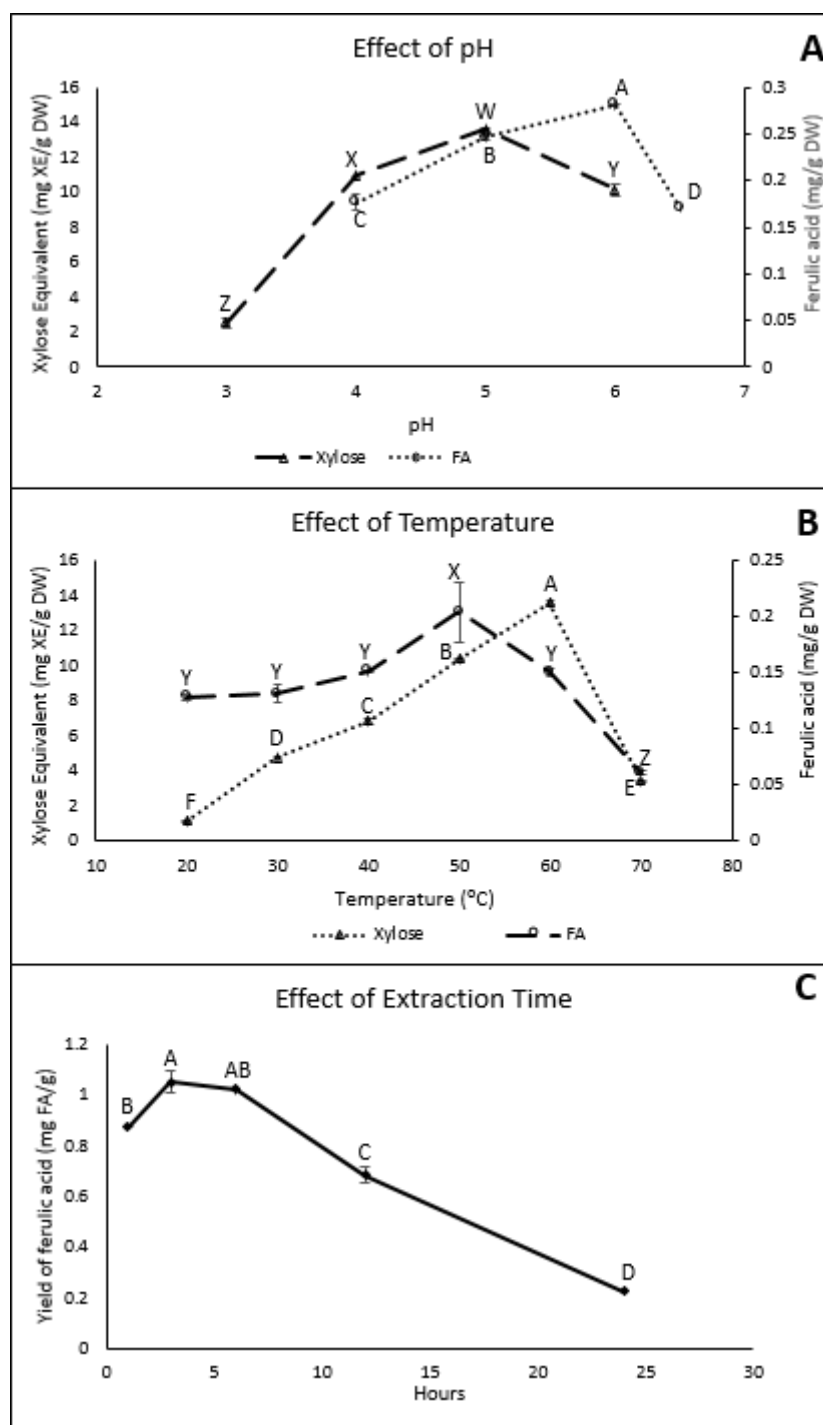 Effect of pH
A
Xylose Equivalent (mg XE/g DW)
16
14
12
10
8
6
4
2
0
Z
X
W
Y
C
B
A
D
0.3
0.25
0.2
0.15
0.1
0.05
0
Ferulic acid (mg/g DW)
2 3 4 5 6 7
pH
Xylose FA
Effect of Temperature
B
Xylose Equivalent (mg XE/g DW)
16
14
12
10
8
6
4
2
0
Y
Y
Y
X
Y
Z
F
D
C
B
A
E
0.25
0.2
0.15
0.1
0.05
0
Ferulic acid (mg/g DW)
10 20 30 40 50 60 70 80
Temperature (°C)
Xylose FA
Effect of Extraction Time
C
Yield of ferulic acid (mg FA/g)
1.2
1
0.8
0.6
0.4
0.2
0
B
A
AB
C
D
0 5 10 15 20 25 30
Hours